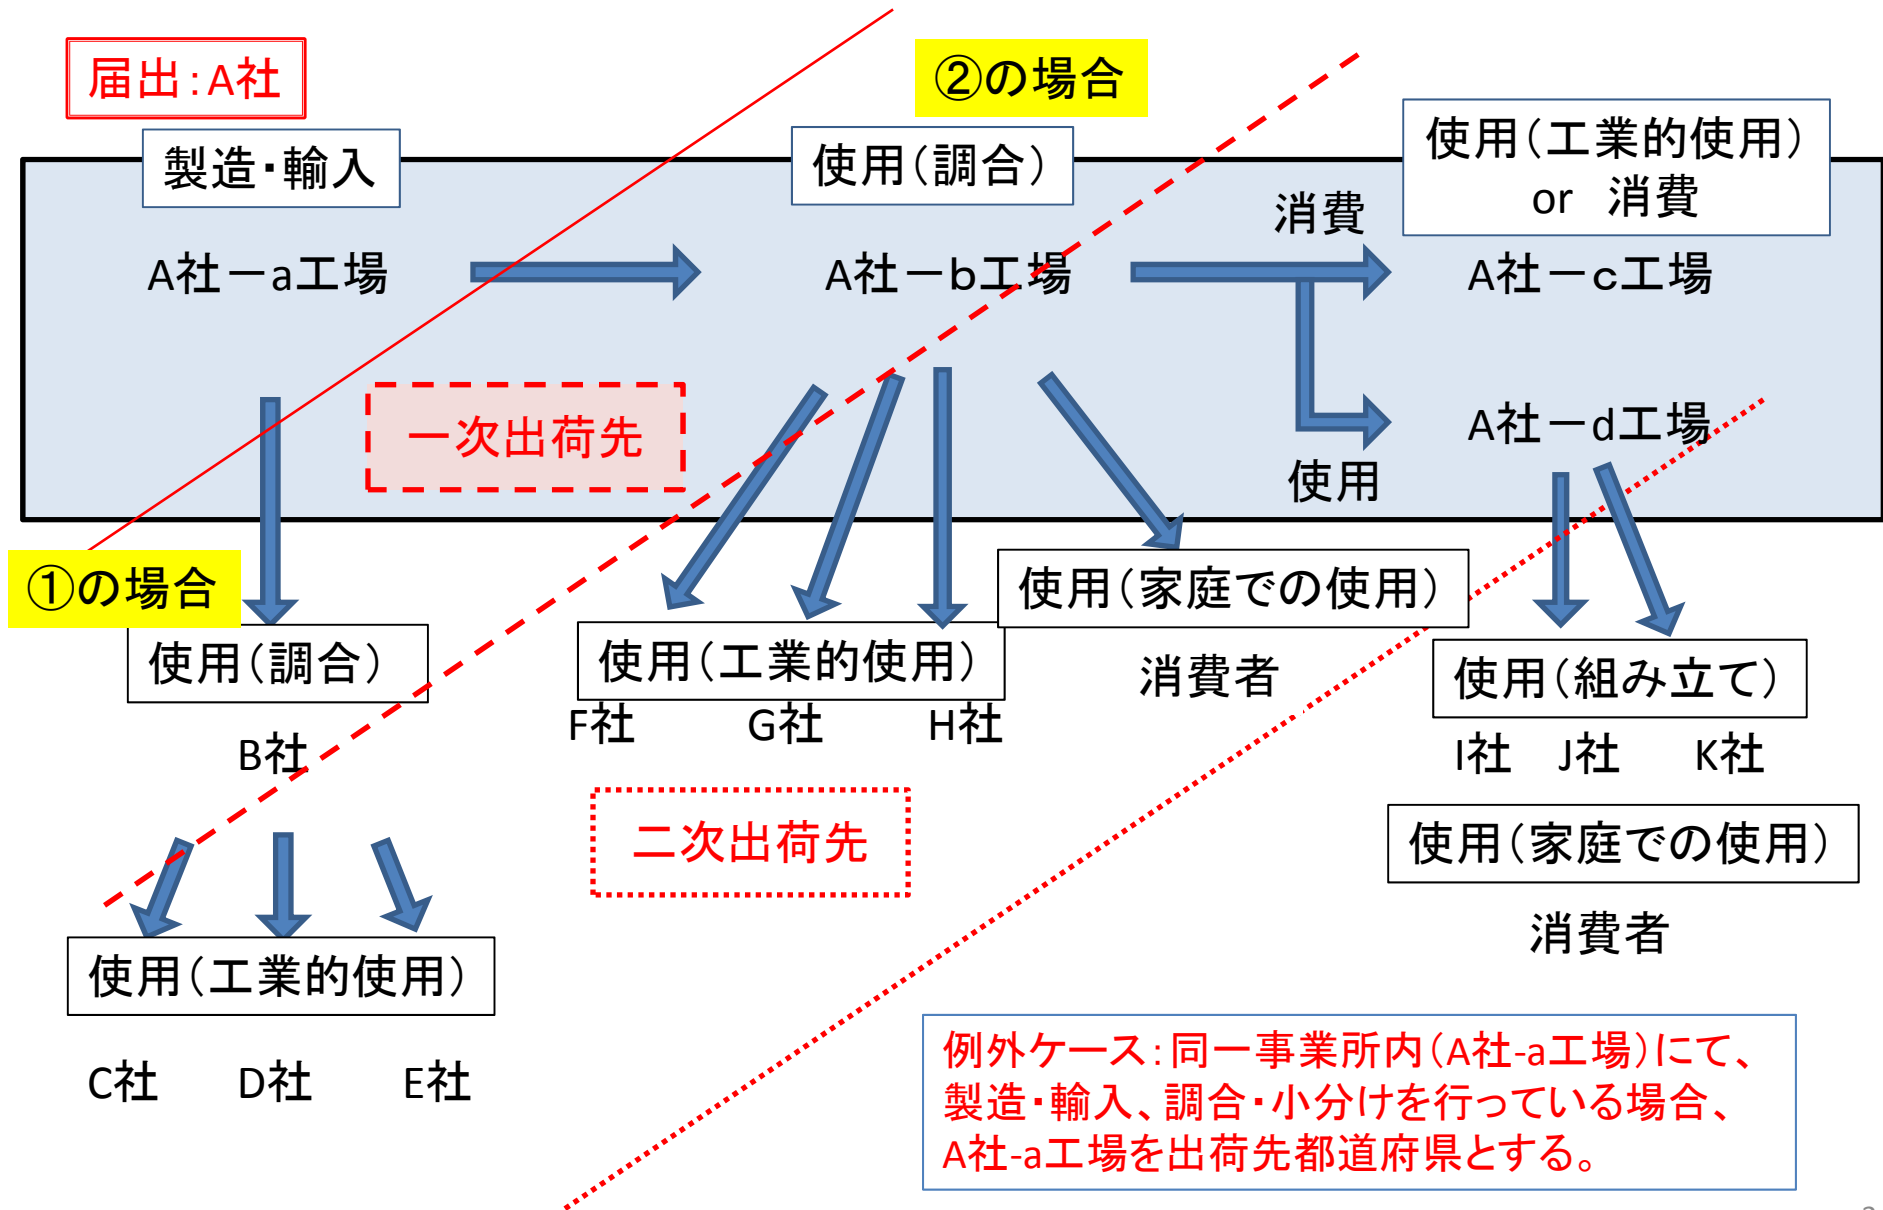 届出：A社
②の場合
製造・輸入
使用（調合）
使用（工業的使用）
or 消費
消費
A社－a工場
A社－b工場
A社－c工場
一次出荷先
A社－d工場
使用
①の場合
使用（調合）
B社
使用（工業的使用）
F社 G社 H社
使用（家庭での使用）
消費者
使用（組み立て）
I社 J社 K社
二次出荷先
使用（家庭での使用）
消費者
使用（工業的使用）
C社 D社 E社
例外ケース：同一事業所内（A社-a工場）にて、
製造・輸入、調合・小分けを行っている場合、
A社-a工場を出荷先都道府県とする。